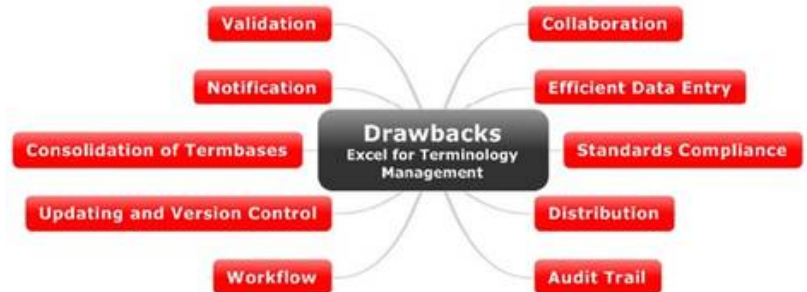 Validation
Collaboration
Notification
Efficient Data Entry
Drawbacks
Excel for Terminology
Management
Consolidation of Termbases
Standards Compliance
Updating and Version Control
Distribution
Workflow
Audit Trail